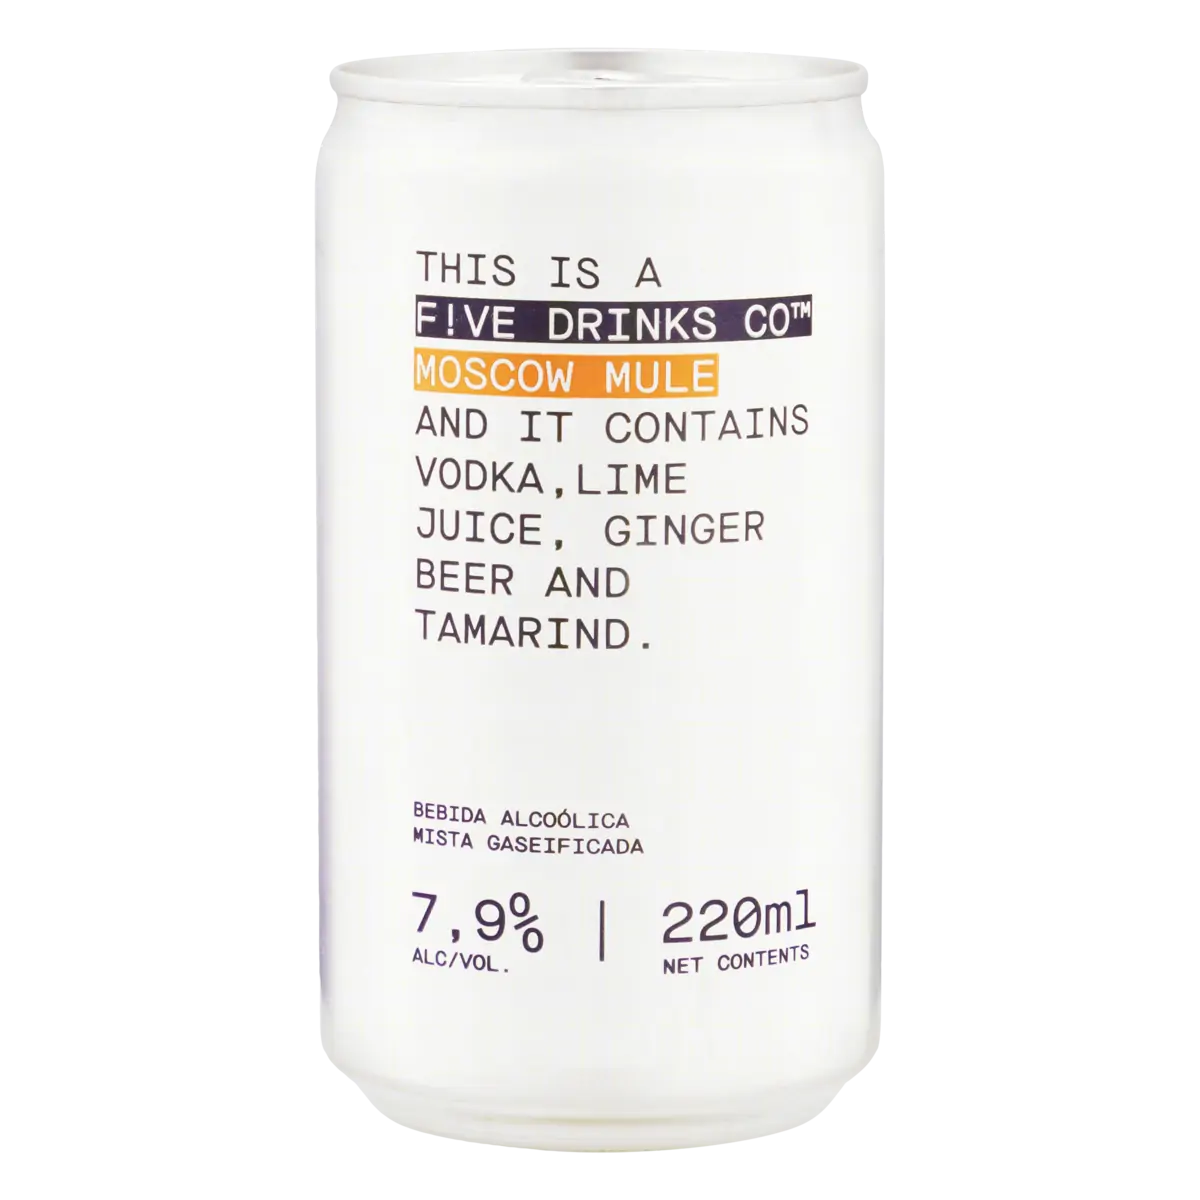 THIS IS A
F!VE DRINKS CO™
MOSCOW MULE
AND IT CONTAINS
VODKA,LIME
JUICE, GINGER
BEER AND
TAMARIND.
BEBIDA ALCOÓLICA
MISTA GASEIFICADA
7,9% | 220ml
ALC/VOL. NET CONTENTS